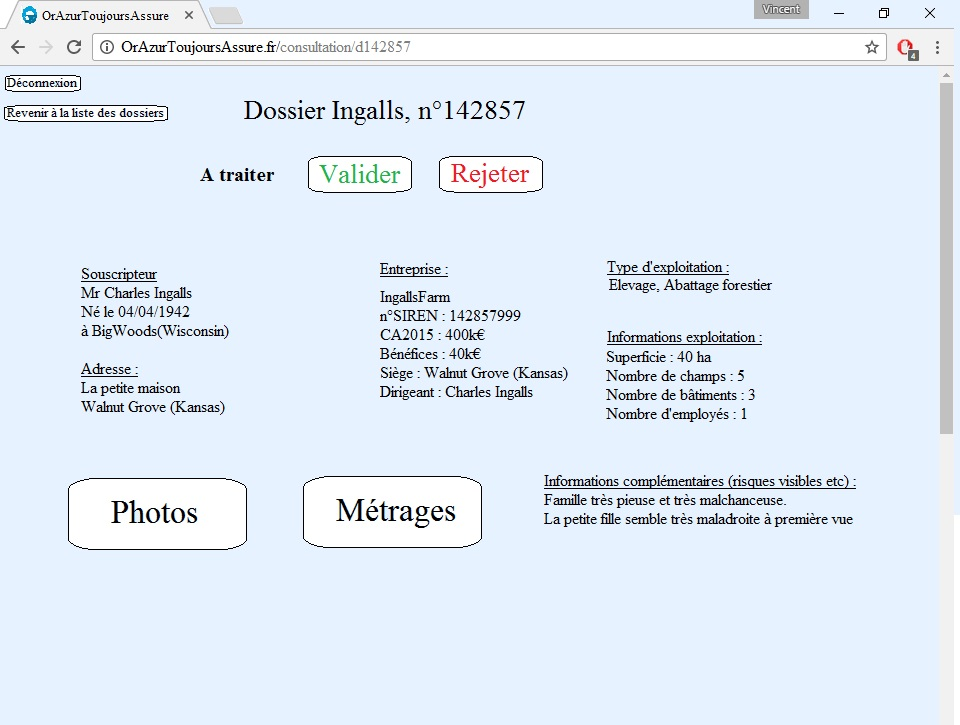 OrAzurToujoursAssure
Vincent
OrAzurToujoursAssure.fr/consultation/d142857
4
Déconnexion
Revenir à la liste des dossiers
Dossier Ingalls, n°142857
A traiter
Valider
Rejeter
Souscripteur
Mr Charles Ingalls
Né le 04/04/1942
à BigWoods(Wisconsin)
Adresse :
La petite maison
Walnut Grove (Kansas)
Entreprise :
IngallsFarm
n°SIREN : 142857999
CA2015 : 400k€
Bénéfices : 40k€
Siège : Walnut Grove (Kansas)
Dirigeant : Charles Ingalls
Type d'exploitation :
Elevage, Abattage forestier
Informations exploitation :
Superficie : 40 ha
Nombre de champs : 5
Nombre de bâtiments : 3
Nombre d'employés : 1
Photos
Métrages
Informations complémentaires (risques visibles etc) :
Famille très pieuse et très malchanceuse.
La petite fille semble très maladroite à première vue